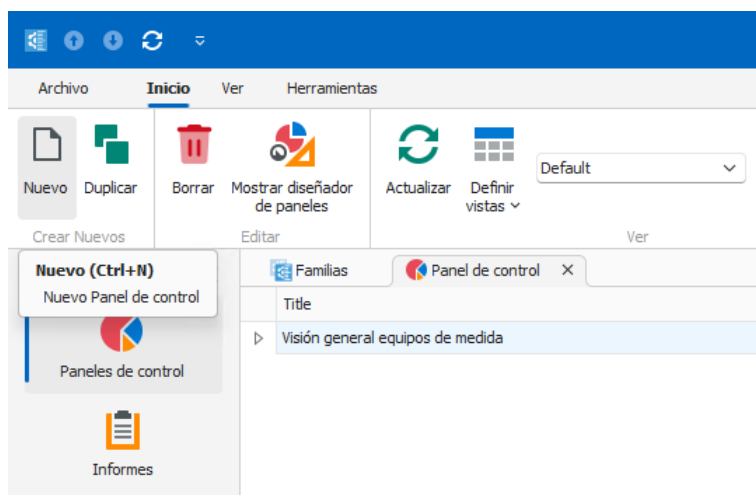 Archivo Inicio Ver Herramientas
Nuevo Duplicar Borrar Mostrar diseñador de paneles Actualizar Definir vistas Default
Crear Nuevos Editar Ver
Nuevo (Ctrl+N)
Nuevo Panel de control
Familias Panel de control
Title
Visión general equipos de medida
Paneles de control
Informes